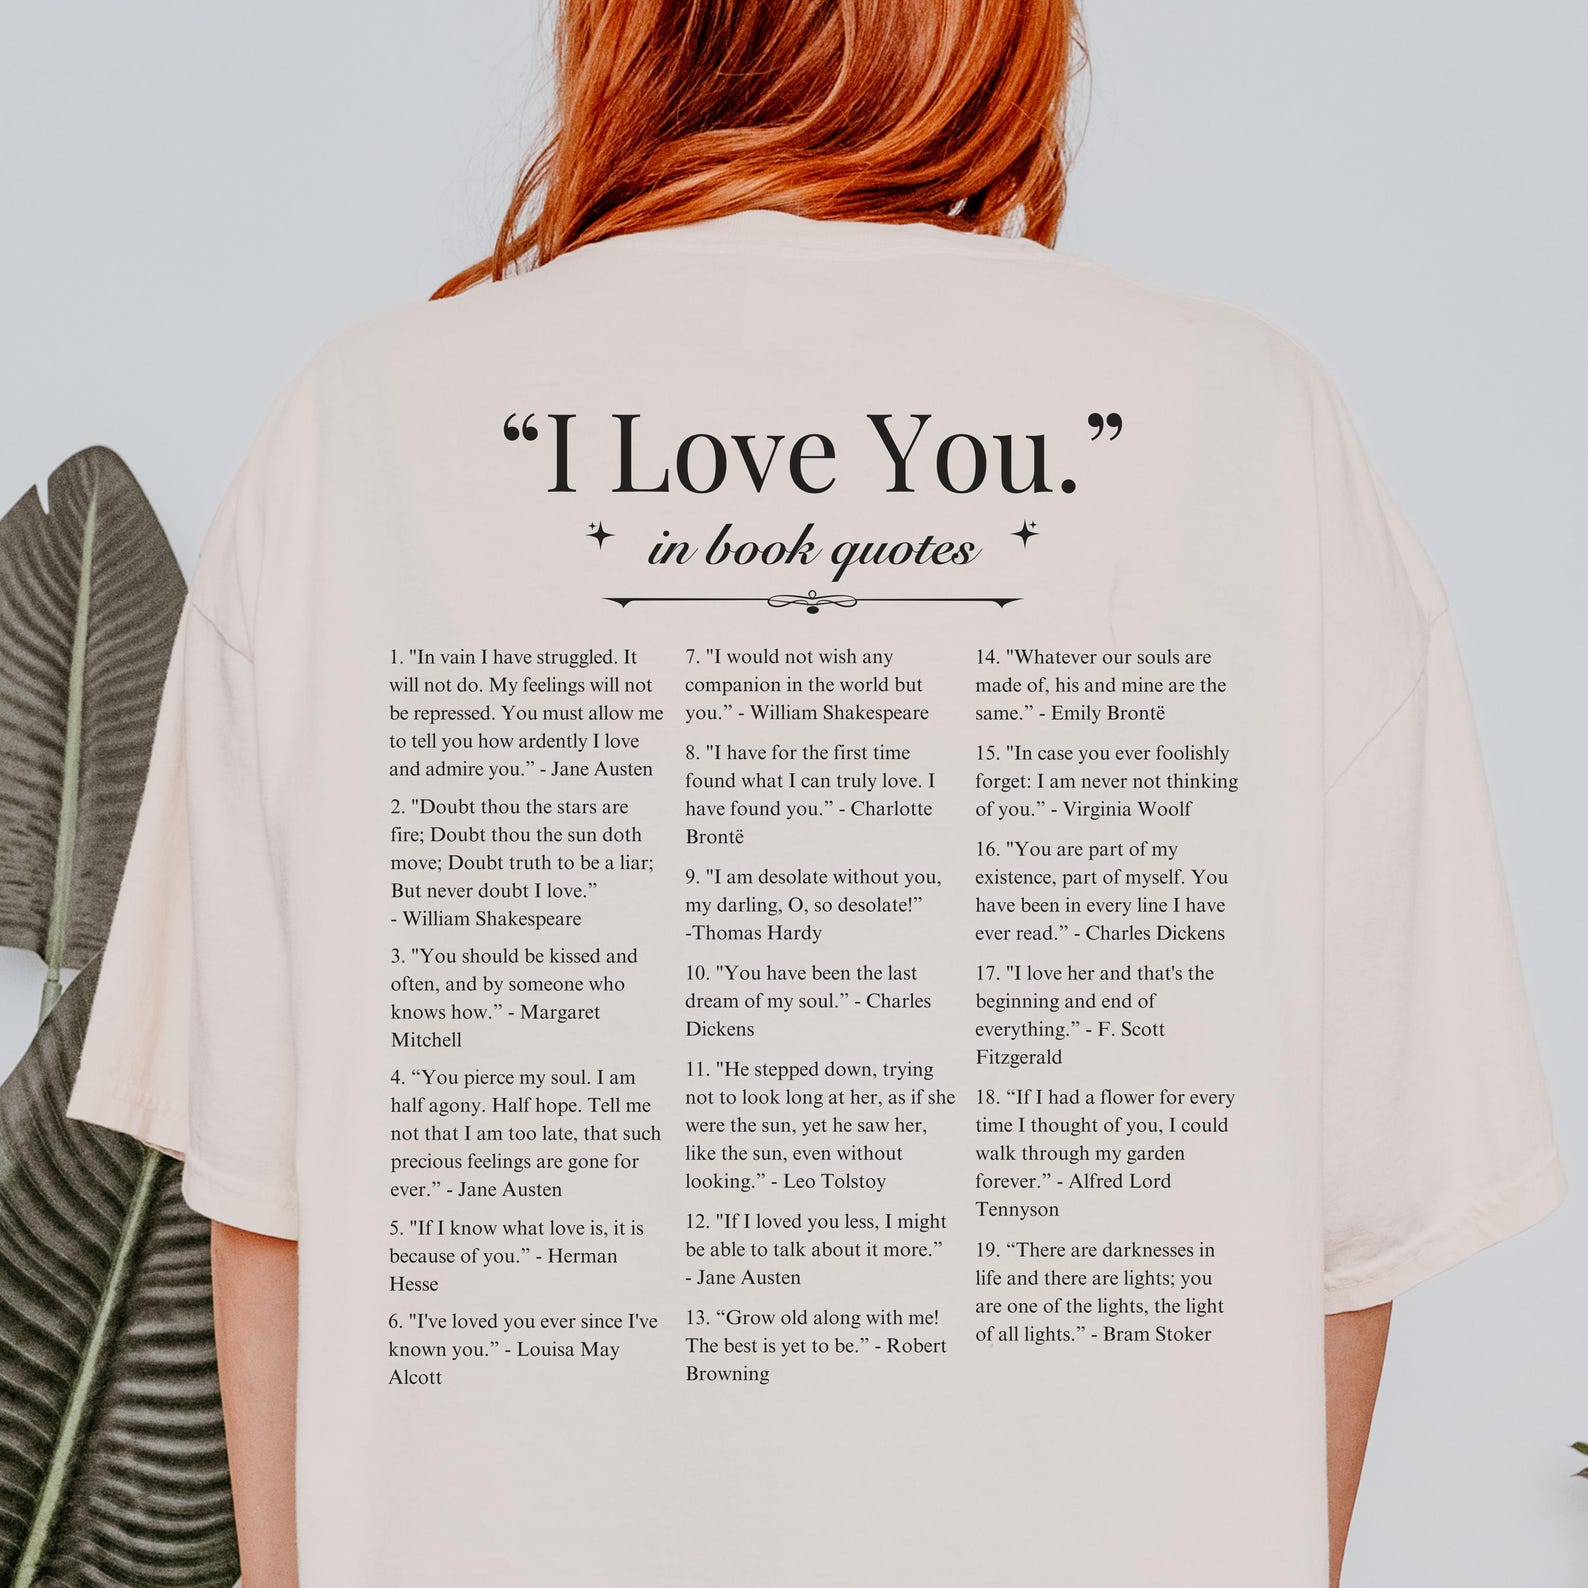 “I Love You.”
in book quotes
1. "In vain I have struggled. It
will not do. My feelings will not
be repressed. You must allow me
to tell you how ardently I love
and admire you.” - Jane Austen
2. "Doubt thou the stars are
fire; Doubt thou the sun doth
move; Doubt truth to be a liar;
But never doubt I love.”
- William Shakespeare
3. "You should be kissed and
often, and by someone who
knows how.” - Margaret
Mitchell
4. “You pierce my soul. I am
half agony. Half hope. Tell me
not that I am too late, that such
precious feelings are gone for
ever.” - Jane Austen
5. "If I know what love is, it is
because of you.” - Herman
Hesse
6. "I've loved you ever since I've
known you.” - Louisa May
Alcott
7. "I would not wish any
companion in the world but
you.” - William Shakespeare
8. "I have for the first time
found what I can truly love. I
have found you.” - Charlotte
Brontë
9. "I am desolate without you,
my darling, O, so desolate!”
-Thomas Hardy
10. "You have been the last
dream of my soul.” - Charles
Dickens
11. "He stepped down, trying
not to look long at her, as if she
were the sun, yet he saw her,
like the sun, even without
looking.” - Leo Tolstoy
12. "If I loved you less, I might
be able to talk about it more.”
- Jane Austen
13. “Grow old along with me!
The best is yet to be.” - Robert
Browning
14. "Whatever our souls are
made of, his and mine are the
same.” - Emily Brontë
15. "In case you ever foolishly
forget: I am never not thinking
of you.” - Virginia Woolf
16. "You are part of my
existence, part of myself. You
have been in every line I have
ever read.” - Charles Dickens
17. "I love her and that's the
beginning and end of
everything.” - F. Scott
Fitzgerald
18. “If I had a flower for every
time I thought of you, I could
walk through my garden
forever.” - Alfred Lord
Tennyson
19. “There are darknesses in
life and there are lights; you
are one of the lights, the light
of all lights.” - Bram Stoker